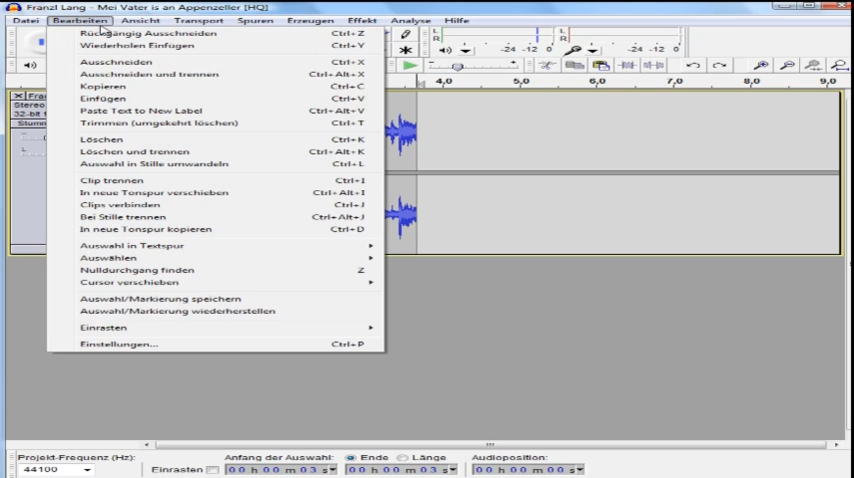 Franzl Lang - Mei Vater is an Appenzeller [HQ]
Datei Bearbeiten Ansicht Transport Spuren Erzeugen Effekt Analyse Hilfe
Rückgängig Ausschneiden Ctrl+Z
Wiederholen Einfügen Ctrl+Y
L
R
-24 -12 0
L
R
-24 -12 0
Ausschneiden Ctrl+X
Ausschneiden und trennen Ctrl+Alt+X
Kopieren Ctrl+C
Einfügen Ctrl+V
Paste Text to New Label Ctrl+Alt+V
Trimmen (umgekehrt löschen) Ctrl+T
Löschen Ctrl+K
Löschen und trennen Ctrl+Alt+K
Auswahl in Stille umwandeln Ctrl+L
Clip trennen Ctrl+I
In neue Tonspur verschieben Ctrl+Alt+I
Clips verbinden Ctrl+J
Bei Stille trennen Ctrl+Alt+J
In neue Tonspur kopieren Ctrl+D
Auswahl in Textspur
Auswählen
Nulldurchgang finden Z
Cursor verschieben
Auswahl/Markierung speichern
Auswahl/Markierung wiederherstellen
Einrasten
Einstellungen... Ctrl+P
4,0 5,0 6,0 7,0 8,0 9,0
X Fra
Stereo
32-bit
Stumm
L
Projekt-Frequenz (Hz):
44100
Einrasten
Anfang der Auswahl:
00 h 00 m 03 s
Ende Länge
00 h 00 m 03 s
Audioposition:
00 h 00 m 00 s